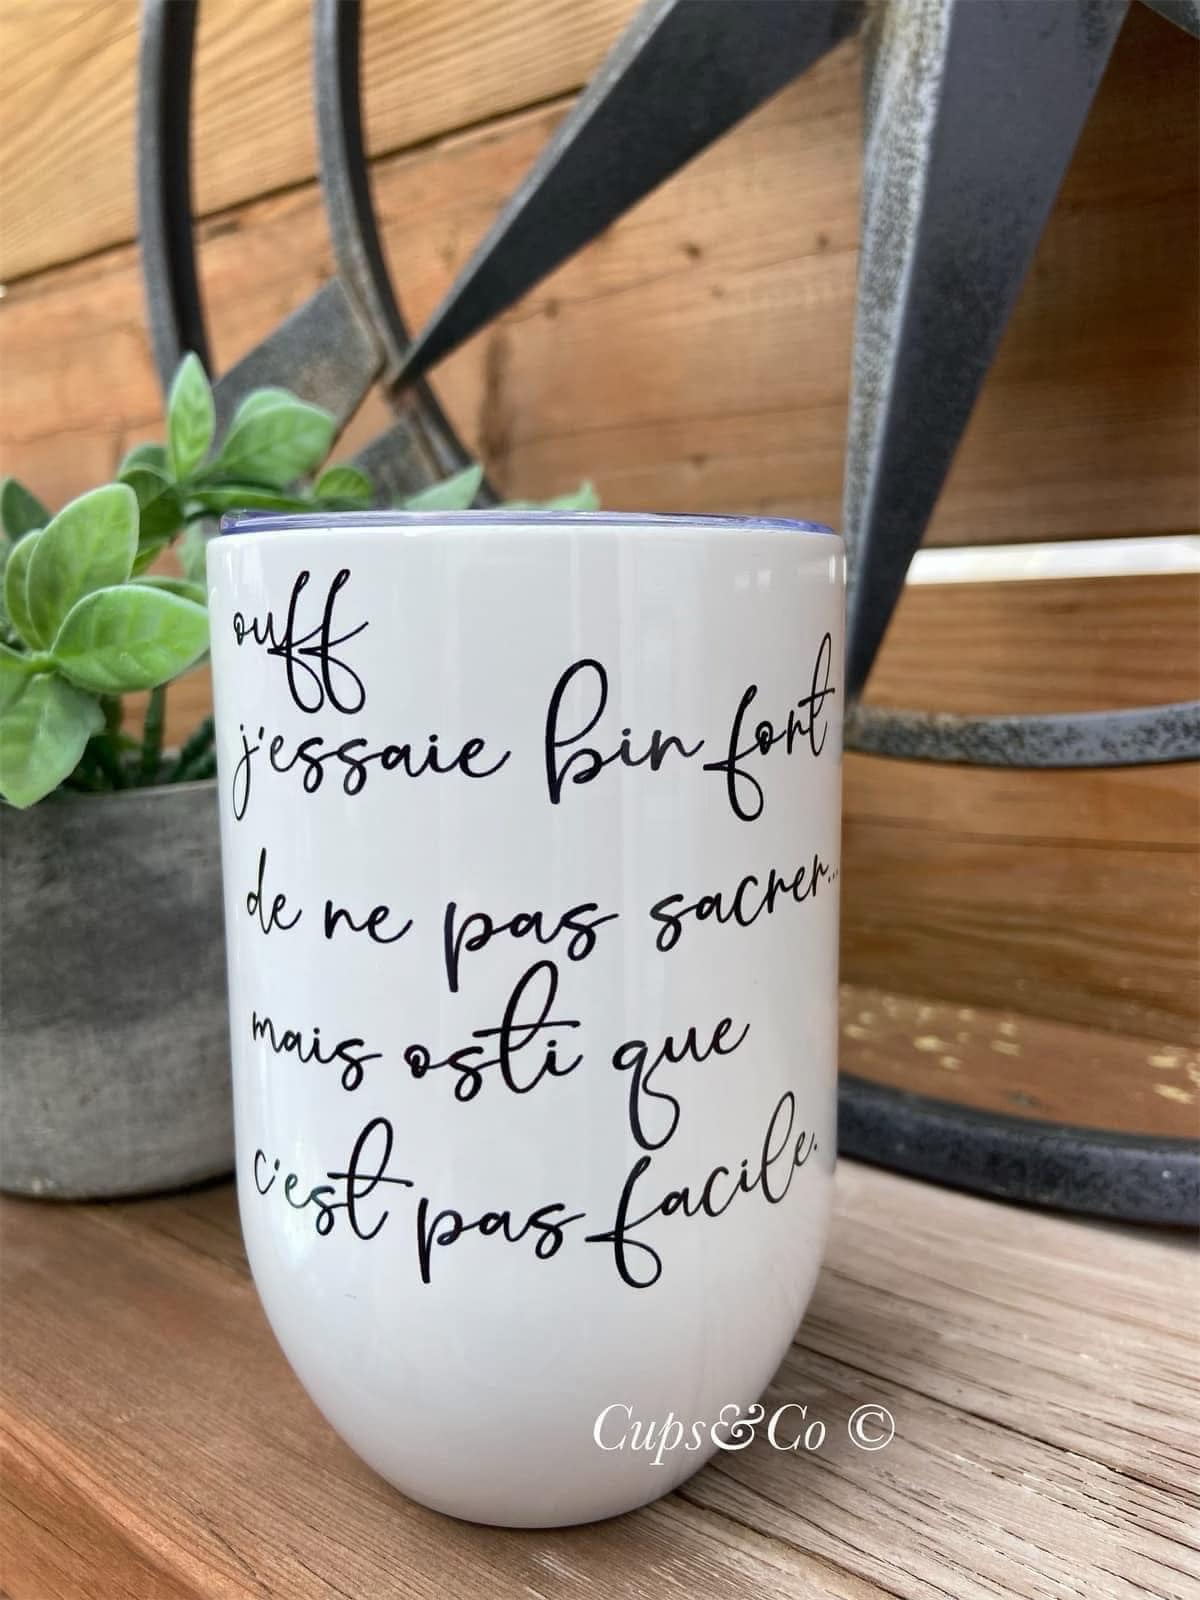 ouff
j'essaie bin fort
de ne pas sacrer...
mais osti que
c'est pas facile.
Cups&Co ©